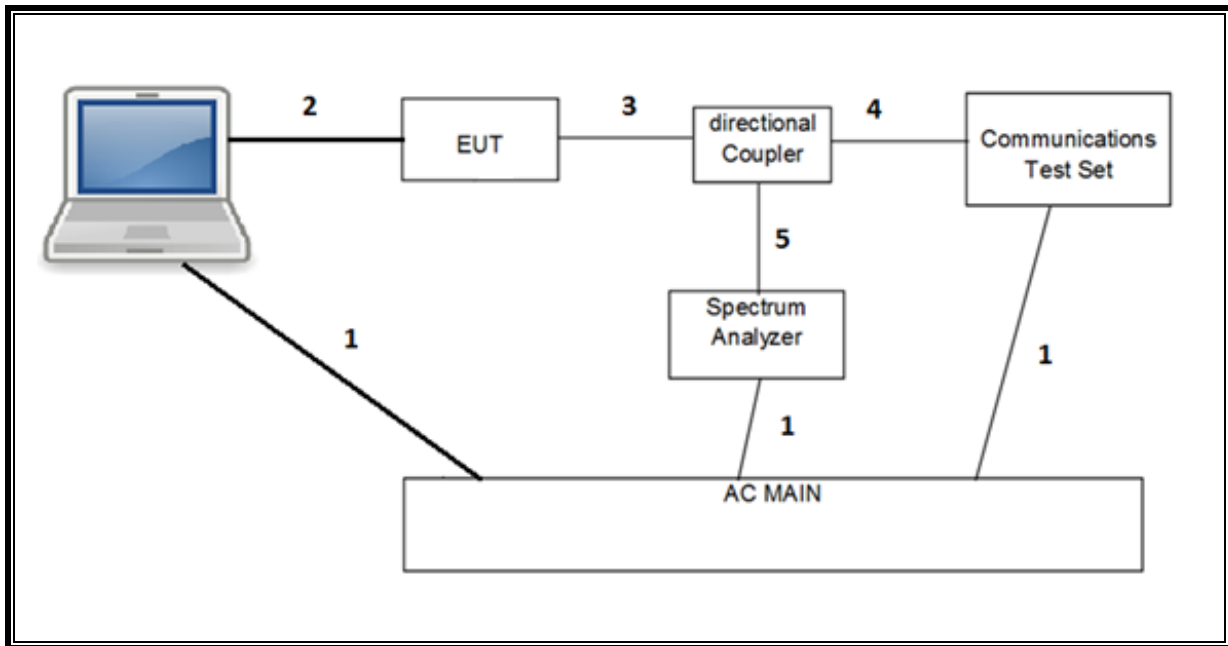 2
EUT
3
directional
Coupler
4
Communications
Test Set
5
Spectrum
Analyzer
1
1
1
AC MAIN